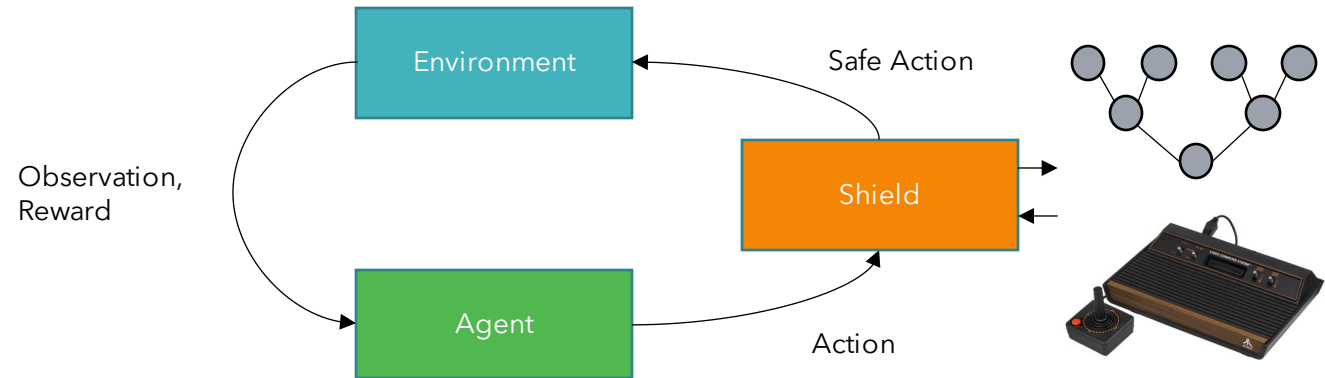 Environment
Safe Action
Observation,
Reward
Shield
Agent
Action